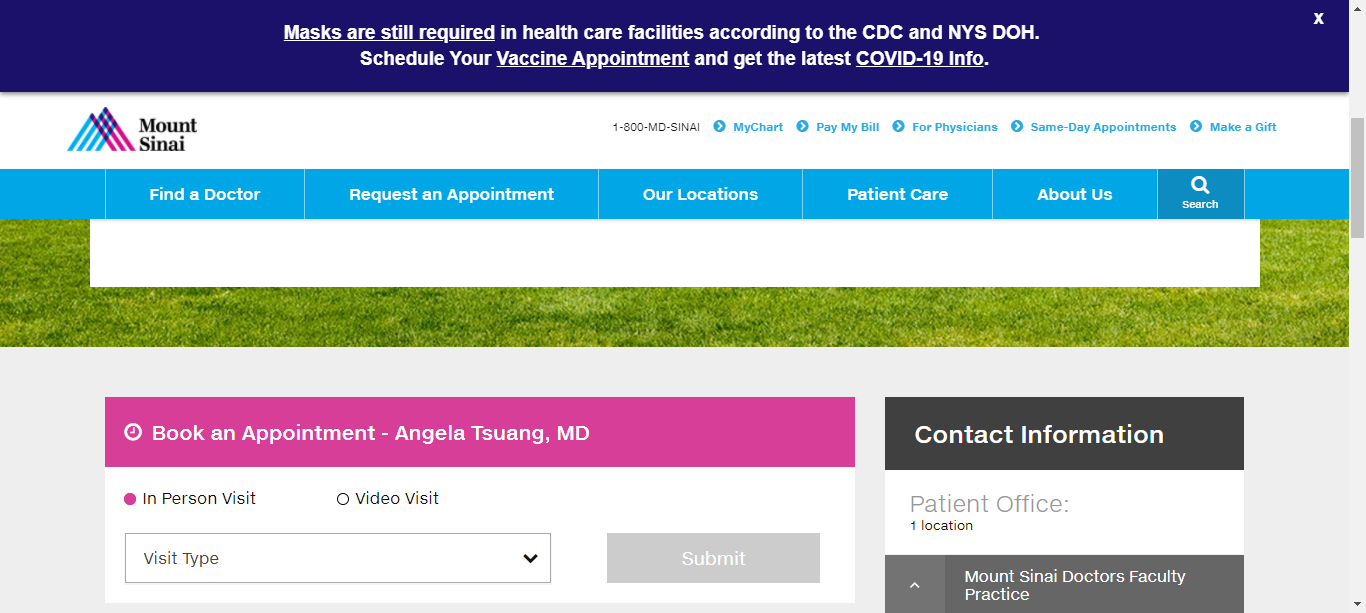 Masks are still required in health care facilities according to the CDC and NYS DOH.
X
Schedule Your Vaccine Appointment and get the latest COVID-19 Info.
Mount
Sinai
1-800-MD-SINAI MyChart Pay My Bill For Physicians Same-Day Appointments Make a Gift
Find a Doctor Request an Appointment Our Locations Patient Care About Us Search
Book an Appointment - Angela Tsuang, MD
In Person Visit Video Visit
Visit Type Submit
Contact Information
Patient Office:
1 location
Mount Sinai Doctors Faculty
Practice